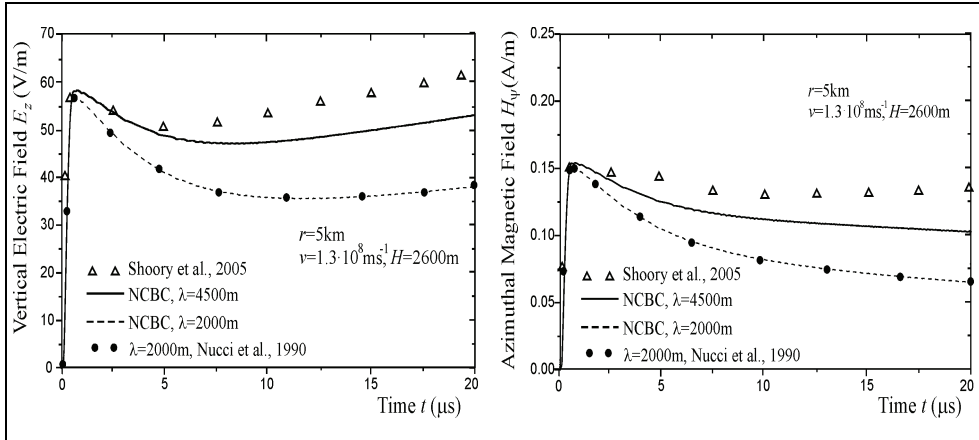 Vertical Electric Field E_z (V/m)
70
60
50
40
30
20
10
0
r=5km
v=1.3·10⁸ms⁻¹, H=2600m
Shoory et al., 2005
NCBC, λ=4500m
NCBC, λ=2000m
λ=2000m, Nucci et al., 1990
0 5 10 15 20
Time t (μs)
Azimuthal Magnetic Field H_ψ (A/m)
0.25
0.20
0.15
0.10
0.05
0.00
r=5km
v=1.3·10⁸ms⁻¹, H=2600m
Shoory et al., 2005
NCBC, λ=4500m
NCBC, λ=2000m
λ=2000m, Nucci et al., 1990
0 5 10 15 20
Time t (μs)